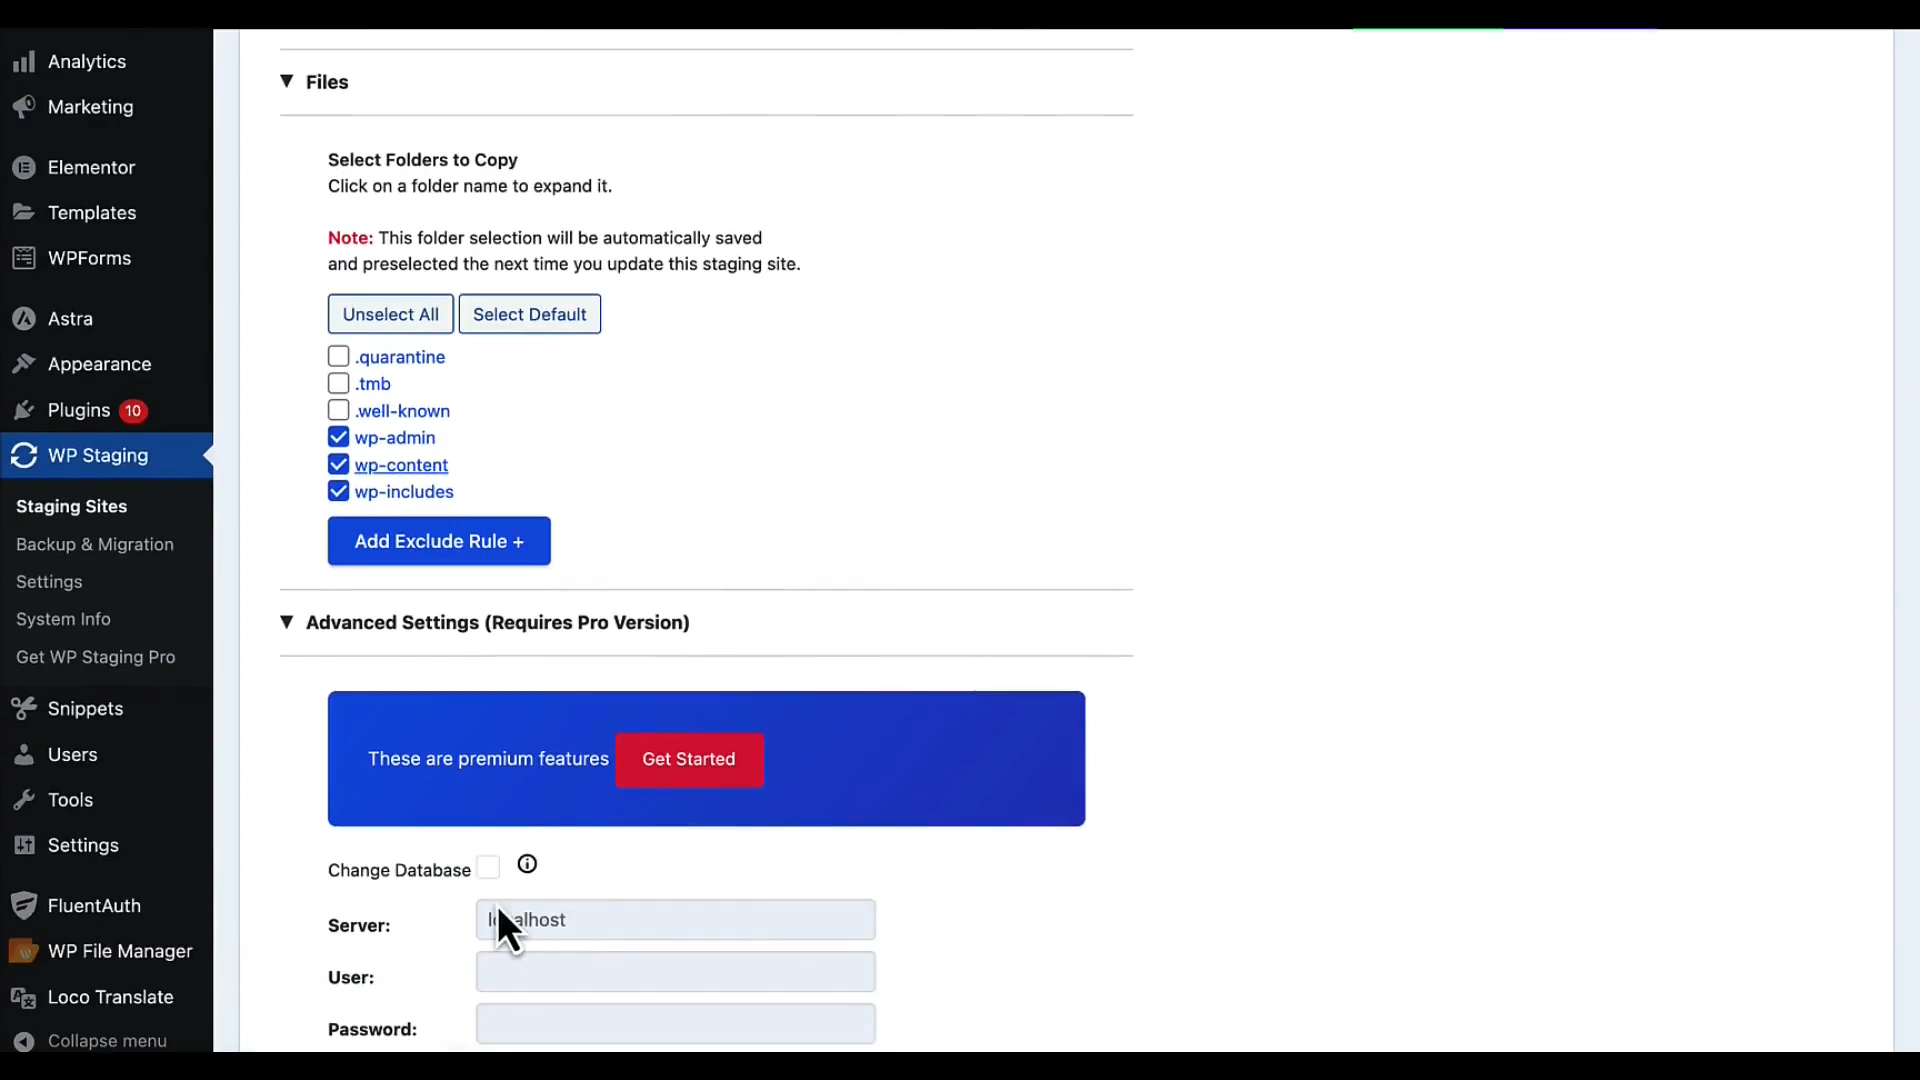 Analytics
Marketing
Elementor
Templates
WPForms
Astra
Appearance
Plugins 10
WP Staging
Staging Sites
Backup & Migration
Settings
System Info
Get WP Staging Pro
Snippets
Users
Tools
Settings
FluentAuth
WP File Manager
Loco Translate
Collapse menu
▼ Files
Select Folders to Copy
Click on a folder name to expand it.
Note: This folder selection will be automatically saved
and preselected the next time you update this staging site.
Unselect All Select Default
.quarantine
.tmb
.well-known
wp-admin
wp-content
wp-includes
Add Exclude Rule +
▼ Advanced Settings (Requires Pro Version)
These are premium features Get Started
Change Database
Server: localhost
User:
Password: